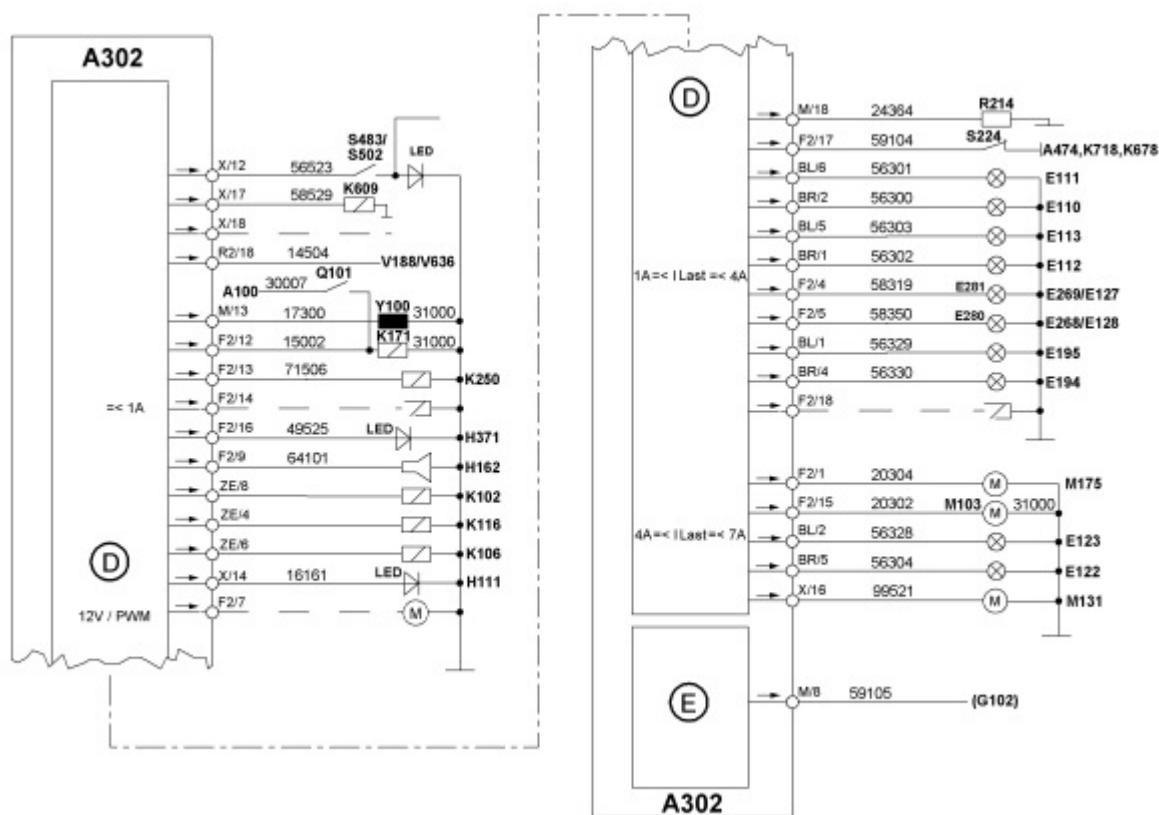 A302
S483/
S502 LED
X/12 56523
X/17 58529 K609
X/18
R2/18 14504 V188/V636
A100 30007 Q101
M/13 17300 Y100 31000
F2/12 15002 K171 31000
F2/13 71506 K250
=< 1A
F2/14
F2/16 49525 LED H371
F2/9 64101 H162
ZE/8 K102
ZE/4 K116
ZE/6 K106
D
X/14 16161 LED H111
12V / PWM
F2/7 M
D
M/18 24364 R214
F2/17 59104 S224 A474,K718,K678
BL/6 56301 E111
BR/2 56300 E110
BL/5 56303 E113
BR/1 56302 E112
1A=< I Last =< 4A
F2/4 58319 E281 E269/E127
F2/5 58350 E280 E268/E128
BL/1 56329 E195
BR/4 56330 E194
F2/18
F2/1 20304 M M175
F2/15 20302 M103 M 31000
4A=< I Last =< 7A
BL/2 56328 E123
BR/5 56304 E122
X/16 99521 M M131
E
M/8 59105 (G102)
A302